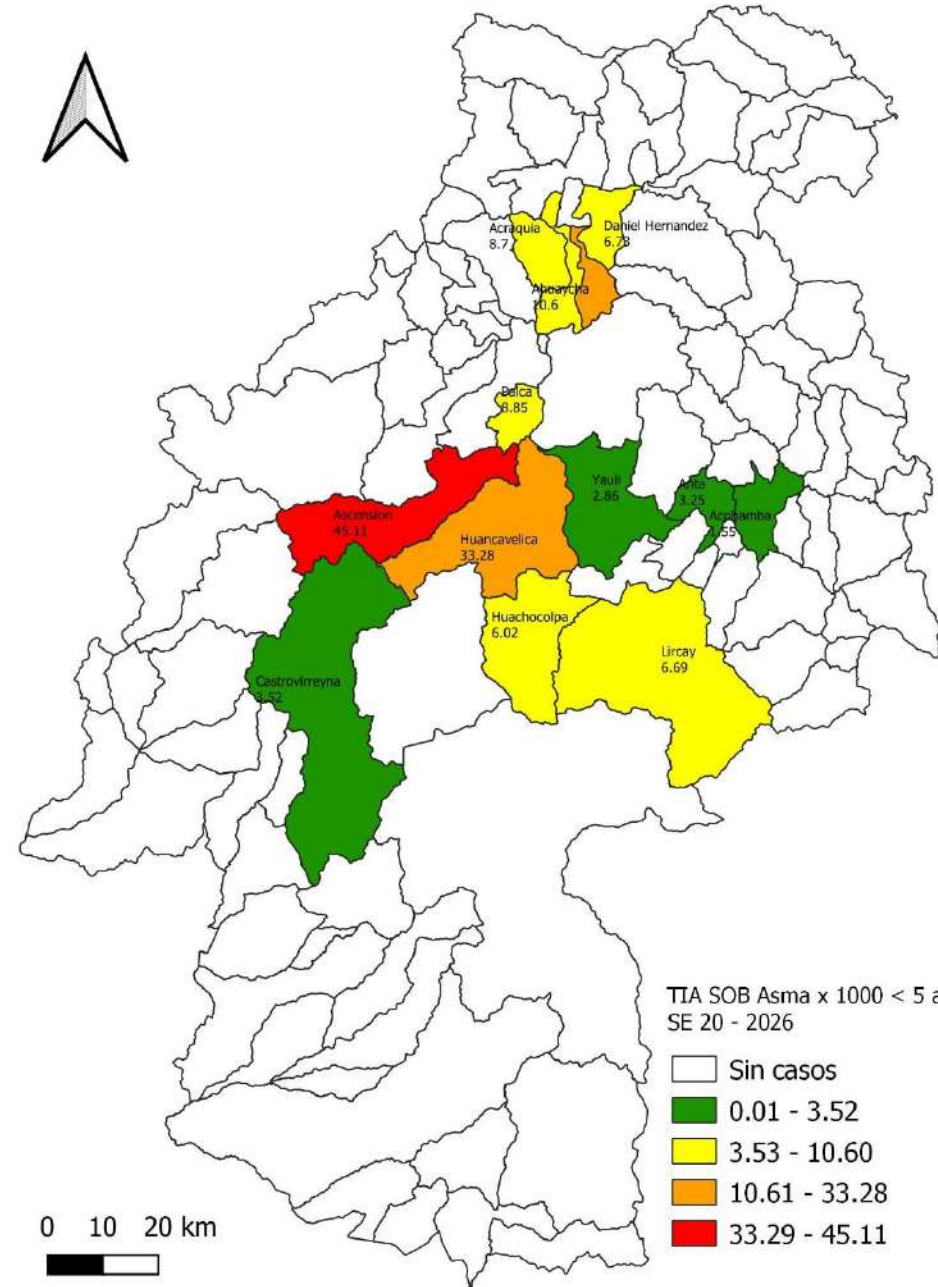 Acraquia
8.7
Daniel Hernandez
6.73
Ahuaycha
10.6
8.85
Yauli
2.86
Anta
3.25
Acobamba
1.55
Ascension
45.11
Huancavelica
33.28
Huachocolpa
6.02
Lircay
6.69
Castrovirreyna
3.52
TIA SOB Asma x 1000 < 5 a
SE 20 - 2026
Sin casos
0.01 - 3.52
3.53 - 10.60
10.61 - 33.28
33.29 - 45.11
0 10 20 km